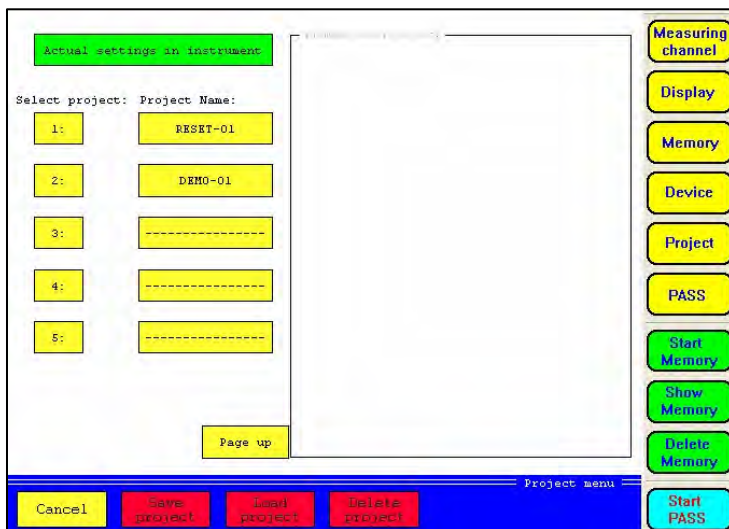 Actual settings in instrument
Select project: Project Name:
1: RESET-01
2: DEMO-01
3: ----------------
4: ----------------
5: ----------------
Page up
Project menu
Cancel
Save project
Load project
Delete project
Measuring channel
Display
Memory
Device
Project
PASS
Start Memory
Show Memory
Delete Memory
Start PASS